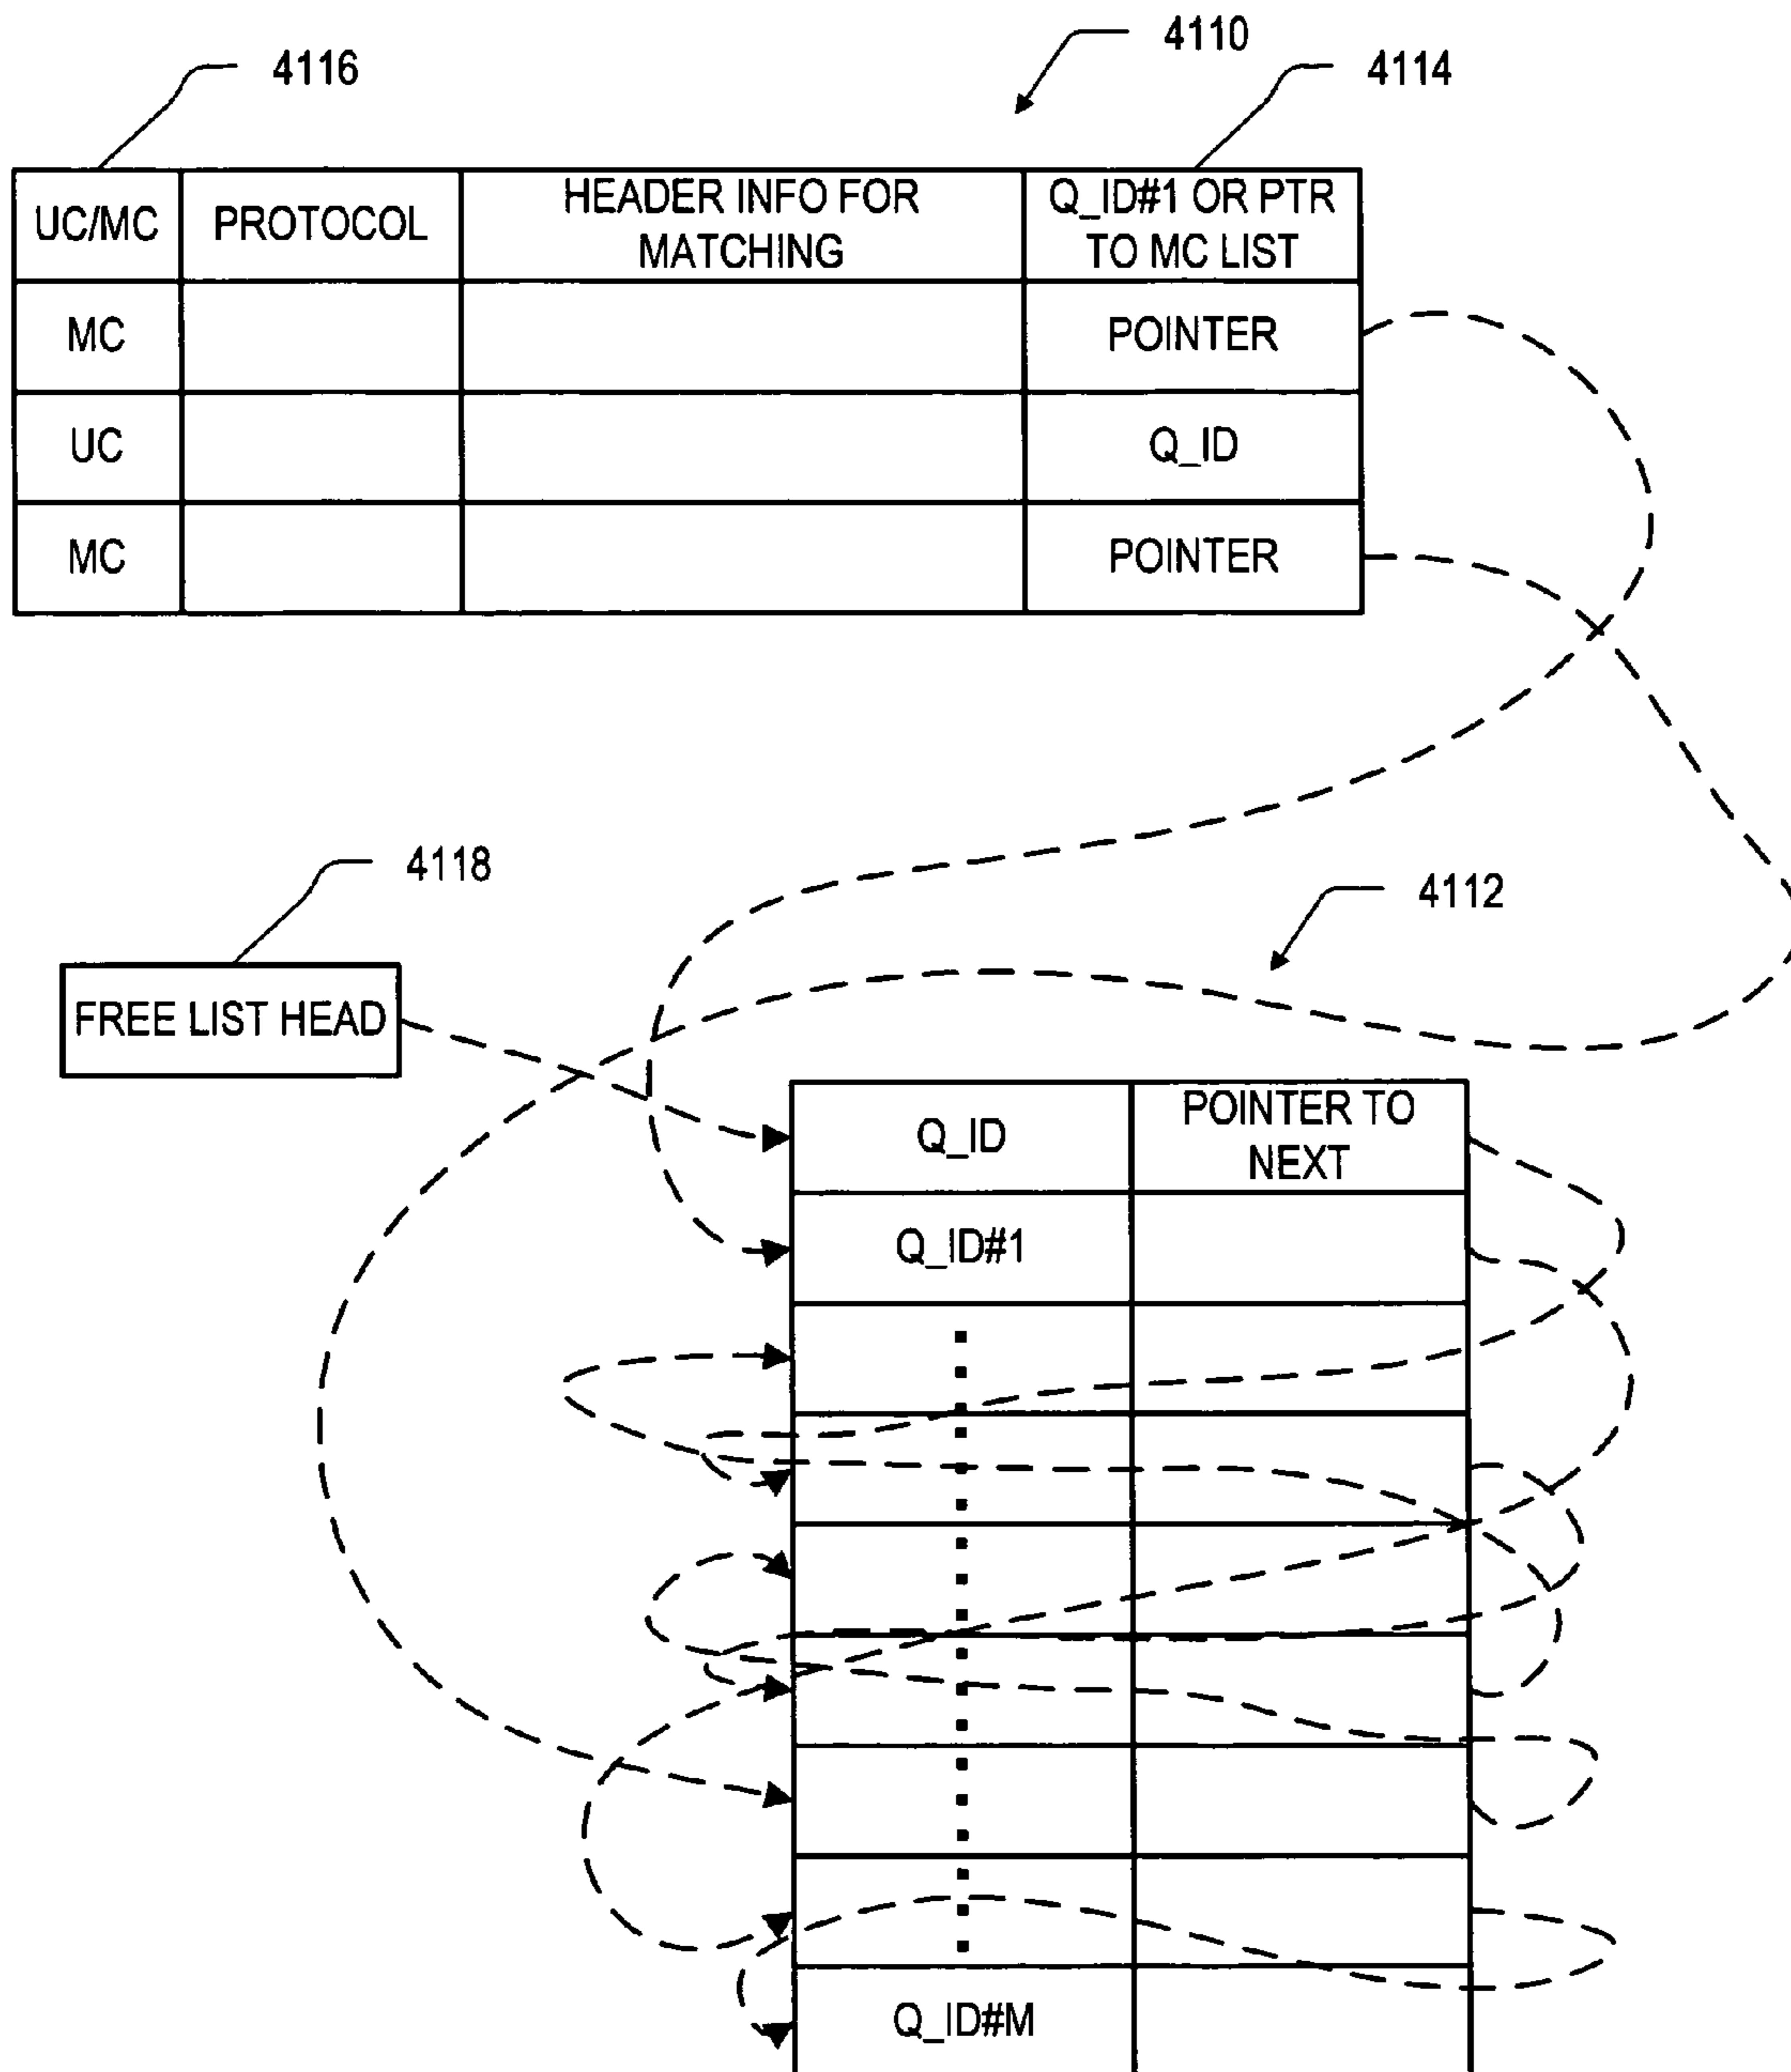 4110
4116
4114
UC/MC
PROTOCOL
HEADER INFO FOR
MATCHING
Q_ID#1 OR PTR
TO MC LIST
MC
POINTER
UC
Q_ID
MC
POINTER
4118
4112
FREE LIST HEAD
Q_ID
POINTER TO
NEXT
Q_ID#1
Q_ID#M